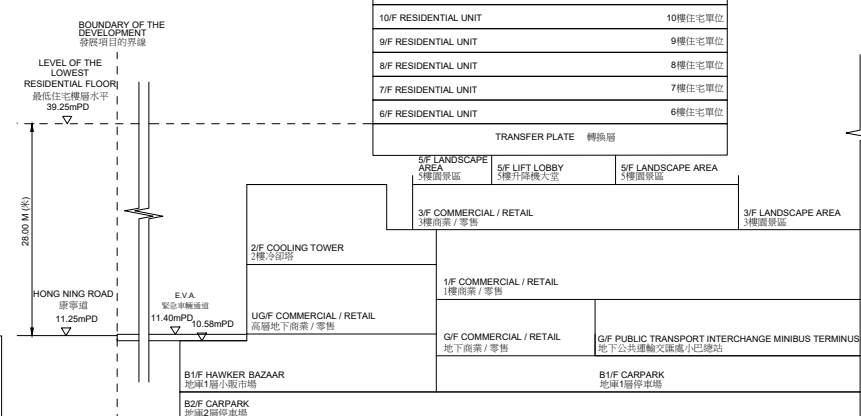 10/F RESIDENTIAL UNIT 10樓住宅單位
BOUNDARY OF THE
DEVELOPMENT
發展項目的界線
9/F RESIDENTIAL UNIT 9樓住宅單位
LEVEL OF THE
LOWEST
RESIDENTIAL FLOOR
最低住宅樓層水平
39.25mPD
8/F RESIDENTIAL UNIT 8樓住宅單位
7/F RESIDENTIAL UNIT 7樓住宅單位
6/F RESIDENTIAL UNIT 6樓住宅單位
TRANSFER PLATE 轉換層
5/F LANDSCAPE
AREA
5樓園景區
5/F LIFT LOBBY
5樓升降機大堂
5/F LANDSCAPE AREA
5樓園景區
28.00 M (米)
3/F COMMERCIAL / RETAIL
3樓商業 / 零售
3/F LANDSCAPE AREA
3樓園景區
2/F COOLING TOWER
2樓冷卻塔
1/F COMMERCIAL / RETAIL
1樓商業 / 零售
HONG NING ROAD
康寧道
11.25mPD
E.V.A.
緊急車輛通道
11.40mPD
10.58mPD
UG/F COMMERCIAL / RETAIL
高層地下商業 / 零售
G/F COMMERCIAL / RETAIL
地下商業 / 零售
G/F PUBLIC TRANSPORT INTERCHANGE MINIBUS TERMINUS
地下公共運輸交匯處小巴總站
B1/F HAWKER BAZAAR
地庫1層小販市場
B1/F CARPARK
地庫1層停車場
B2/F CARPARK
地庫2層停車場